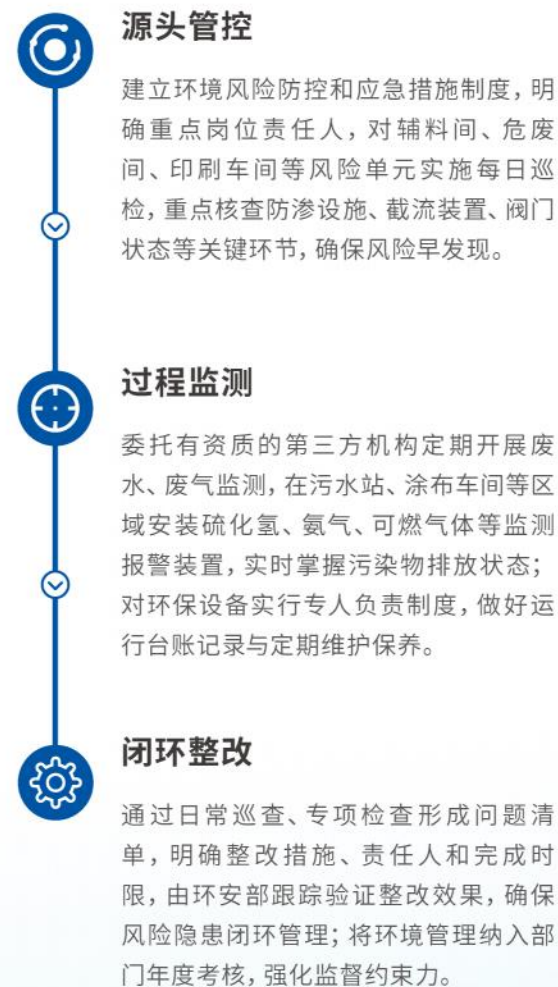 源头管控
建立环境风险防控和应急措施制度，明
确重点岗位责任人，对辅料间、危废
间、印刷车间等风险单元实施每日巡
检，重点核查防渗设施、截流装置、阀门
状态等关键环节，确保风险早发现。
过程监测
委托有资质的第三方机构定期开展废
水、废气监测，在污水站、涂布车间等区
域安装硫化氢、氨气、可燃气体等监测
报警装置，实时掌握污染物排放状态；
对环保设备实行专人负责制度，做好运
行台账记录与定期维护保养。
闭环整改
通过日常巡查、专项检查形成问题清
单，明确整改措施、责任人和完成时
限，由环安部跟踪验证整改效果，确保
风险隐患闭环管理；将环境管理纳入部
门年度考核，强化监督约束力。